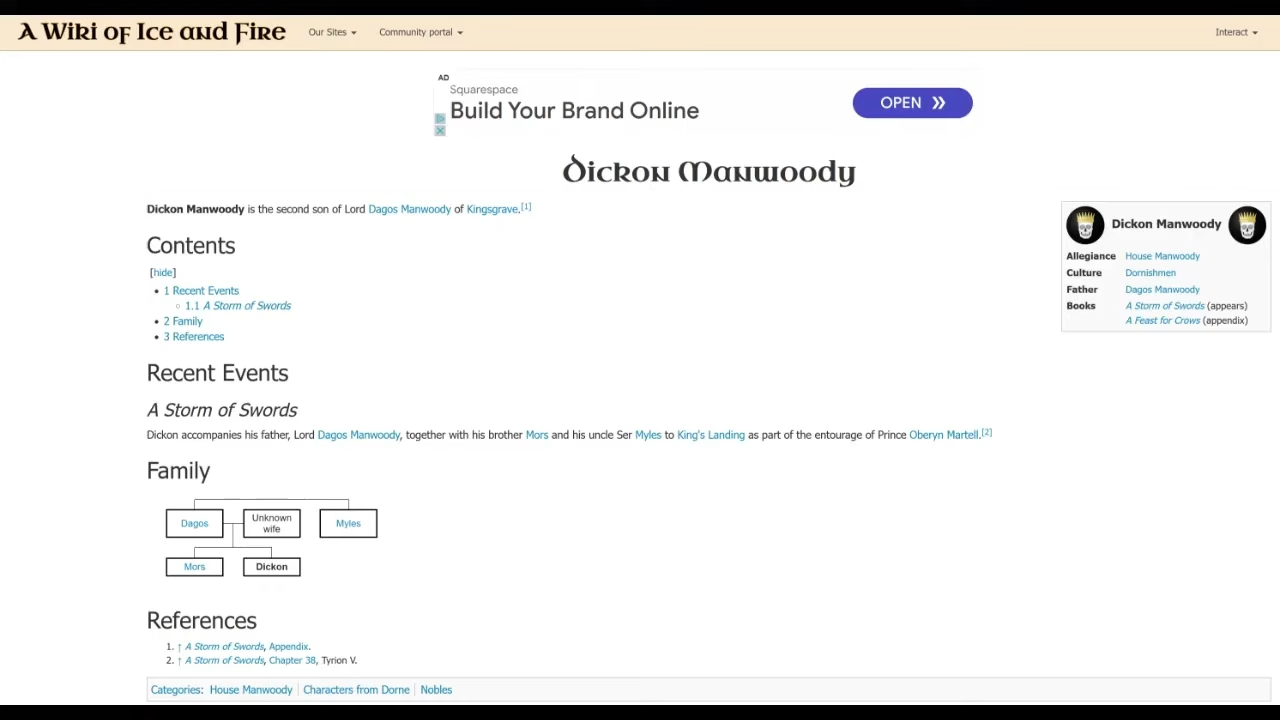 A Wiki of Ice and Fire Our Sites Community portal Interact
AD
Squarespace
Build Your Brand Online
OPEN
Dickon Manwoody
Dickon Manwoody is the second son of Lord Dagos Manwoody of Kingsgrave.[1]
Dickon Manwoody
Allegiance House Manwoody
Culture Dornishmen
Father Dagos Manwoody
Books A Storm of Swords (appears)
A Feast for Crows (appendix)
Contents
[hide]
• 1 Recent Events
◦ 1.1 A Storm of Swords
• 2 Family
• 3 References
Recent Events
A Storm of Swords
Dickon accompanies his father, Lord Dagos Manwoody, together with his brother Mors and his uncle Ser Myles to King's Landing as part of the entourage of Prince Oberyn Martell.[2]
Family
Dagos
Unknown
wife
Myles
Mors
Dickon
References
1. ↑ A Storm of Swords, Appendix.
2. ↑ A Storm of Swords, Chapter 38, Tyrion V.
Categories: House Manwoody | Characters from Dorne | Nobles